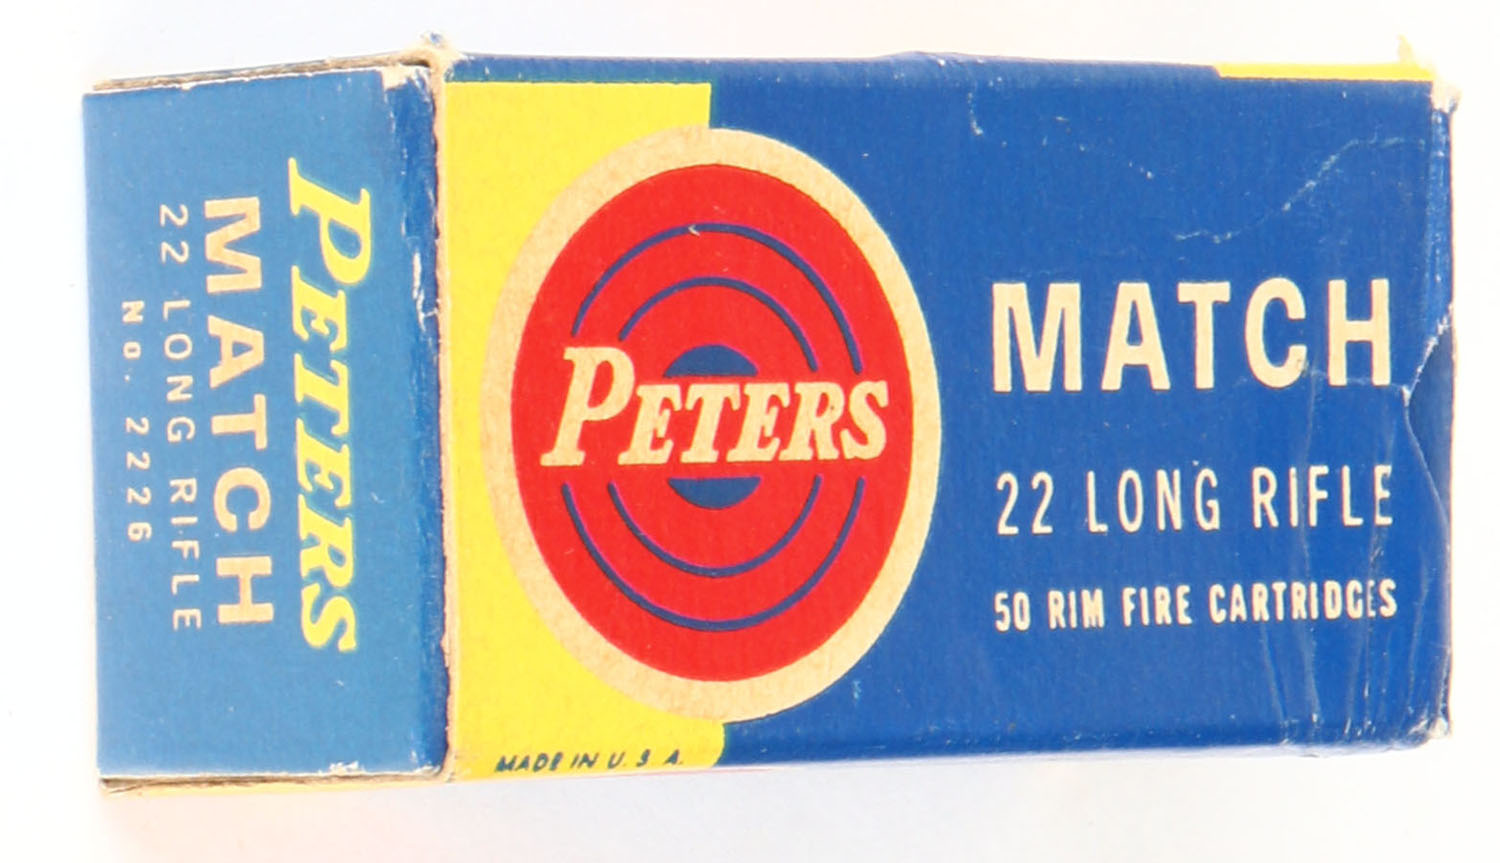 PETERS
MATCH
22 LONG RIFLE
No. 2226
PETERS
MATCH
22 LONG RIFLE
50 RIM FIRE CARTRIDGES
MADE IN U. S. A.